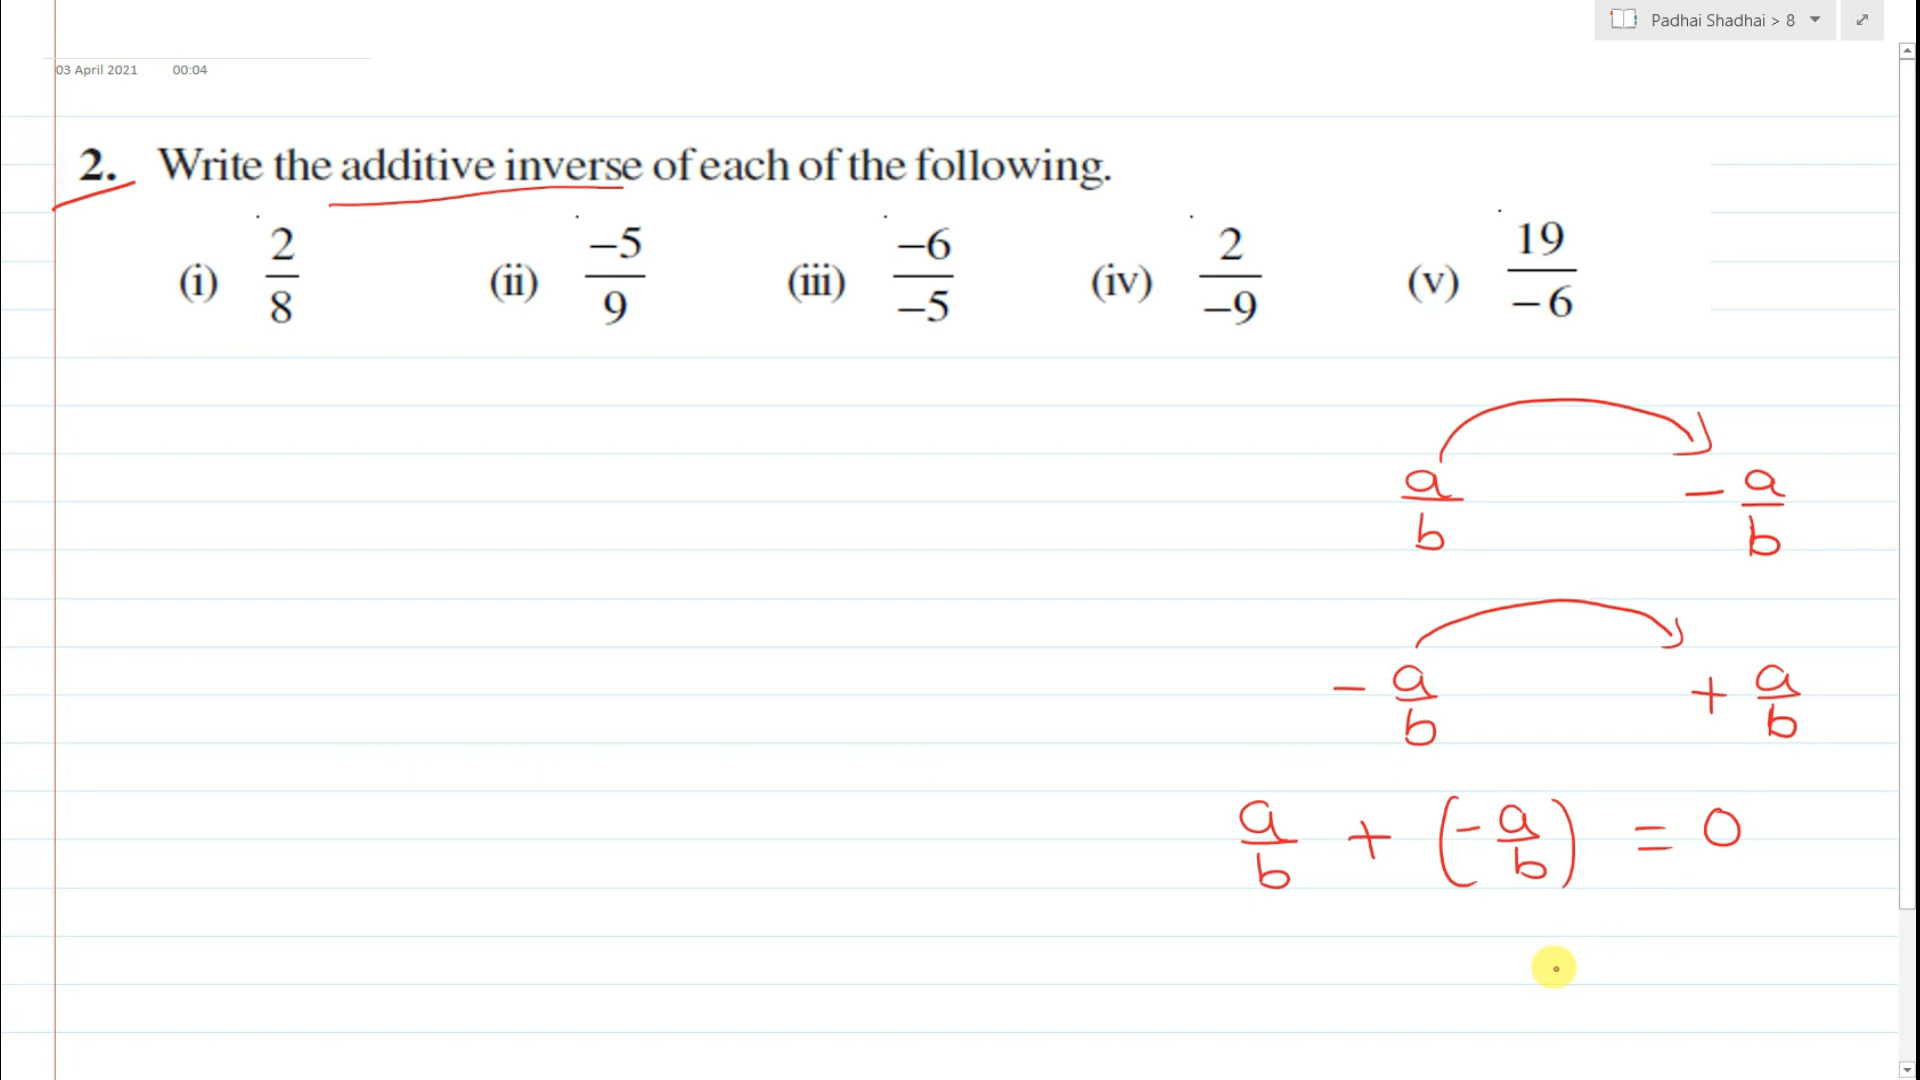 Padhai Shadhai > 8
03 April 2021 00:04
2. Write the additive inverse of each of the following.
(i) 2/8 (ii) −5/9 (iii) −6/−5 (iv) 2/−9 (v) 19/−6
a/b − a/b
− a/b + a/b
a/b + (− a/b) = 0